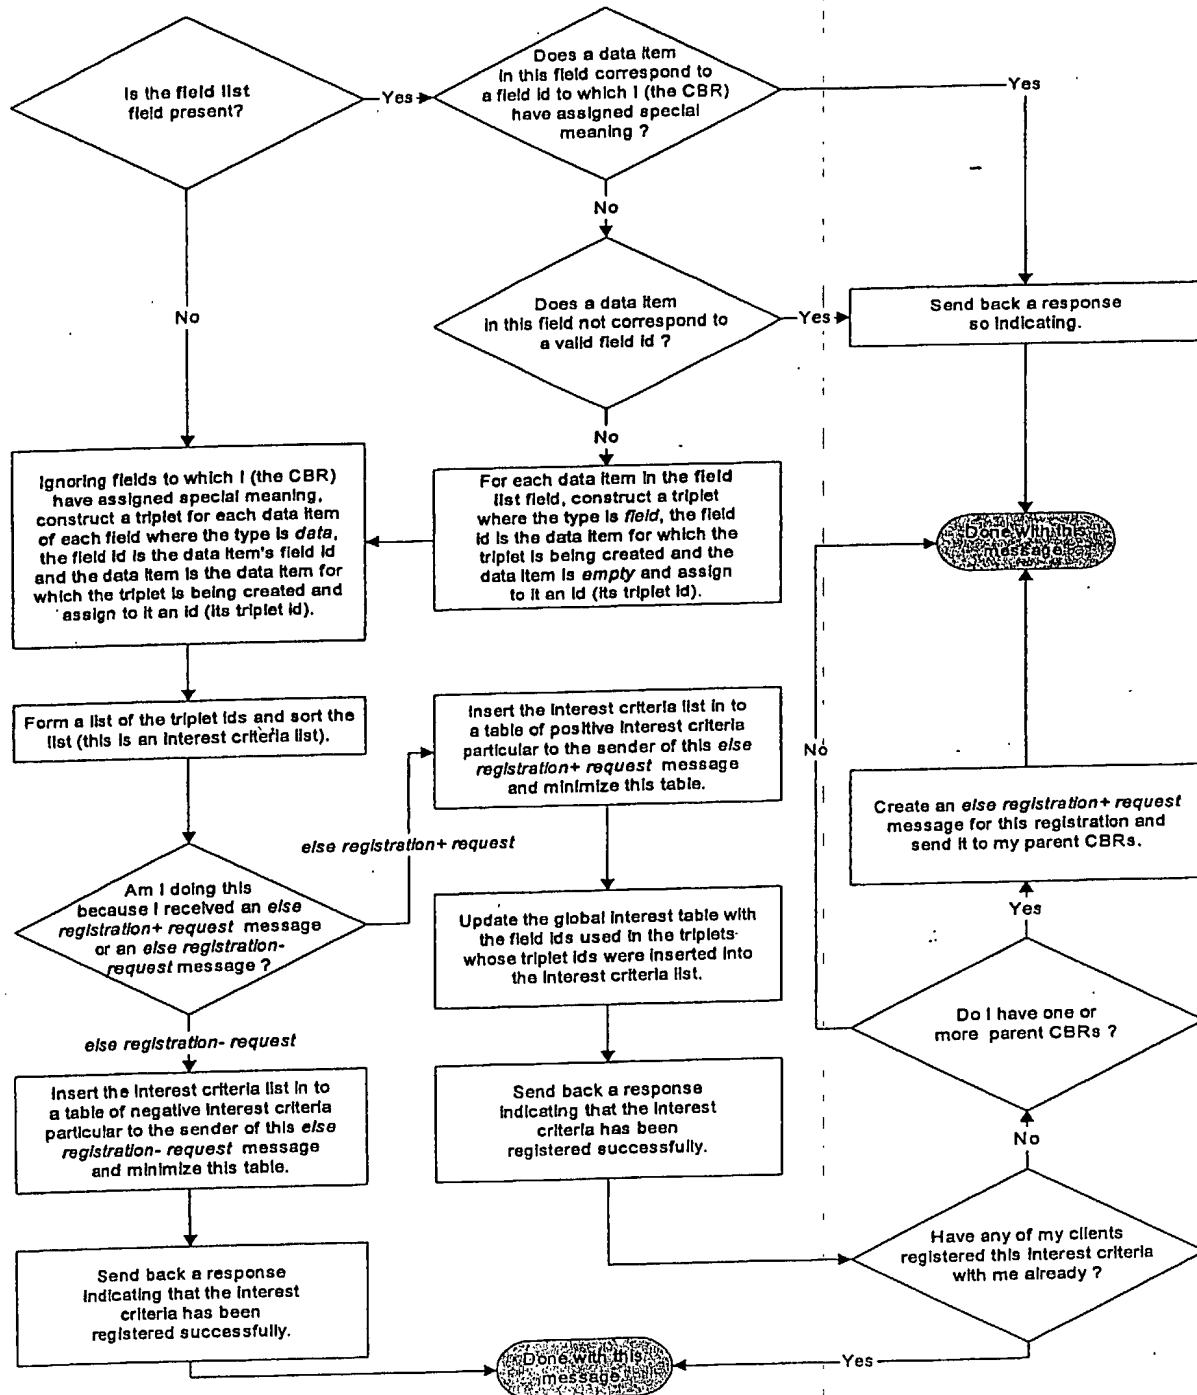 Is the field list
field present?
Yes
Does a data item
in this field correspond to
a field id to which I (the CBR)
have assigned special
meaning ?
Yes
No
No
Does a data item
in this field not correspond to
a valid field id ?
Yes
Send back a response
so indicating.
No
Ignoring fields to which I (the CBR)
have assigned special meaning,
construct a triplet for each data item
of each field where the type is data,
the field id is the data item's field id
and the data item is the data item for
which the triplet is being created and
assign to it an id (its triplet id).
For each data item in the field
list field, construct a triplet
where the type is field, the field
id is the data item for which the
triplet is being created and the
data item is empty and assign
to it an id (its triplet id).
Done with the
message
Form a list of the triplet ids and sort the
list (this is an interest criteria list).
Insert the interest criteria list in to
a table of positive interest criteria
particular to the sender of this else
registration+ request message
and minimize this table.
No
Create an else registration+ request
message for this registration and
send it to my parent CBRs.
else registration+ request
Am I doing this
because I received an else
registration+ request message
or an else registration-
request message ?
Update the global interest table with
the field ids used in the triplets
whose triplet ids were inserted into
the interest criteria list.
Yes
Do I have one or
more parent CBRs ?
else registration- request
Insert the interest criteria list in to
a table of negative interest criteria
particular to the sender of this else
registration- request message
and minimize this table.
Send back a response
indicating that the interest
criteria has been
registered successfully.
No
Have any of my clients
registered this interest criteria
with me already ?
Send back a response
indicating that the interest
criteria has been
registered successfully.
Yes
Done with this
message